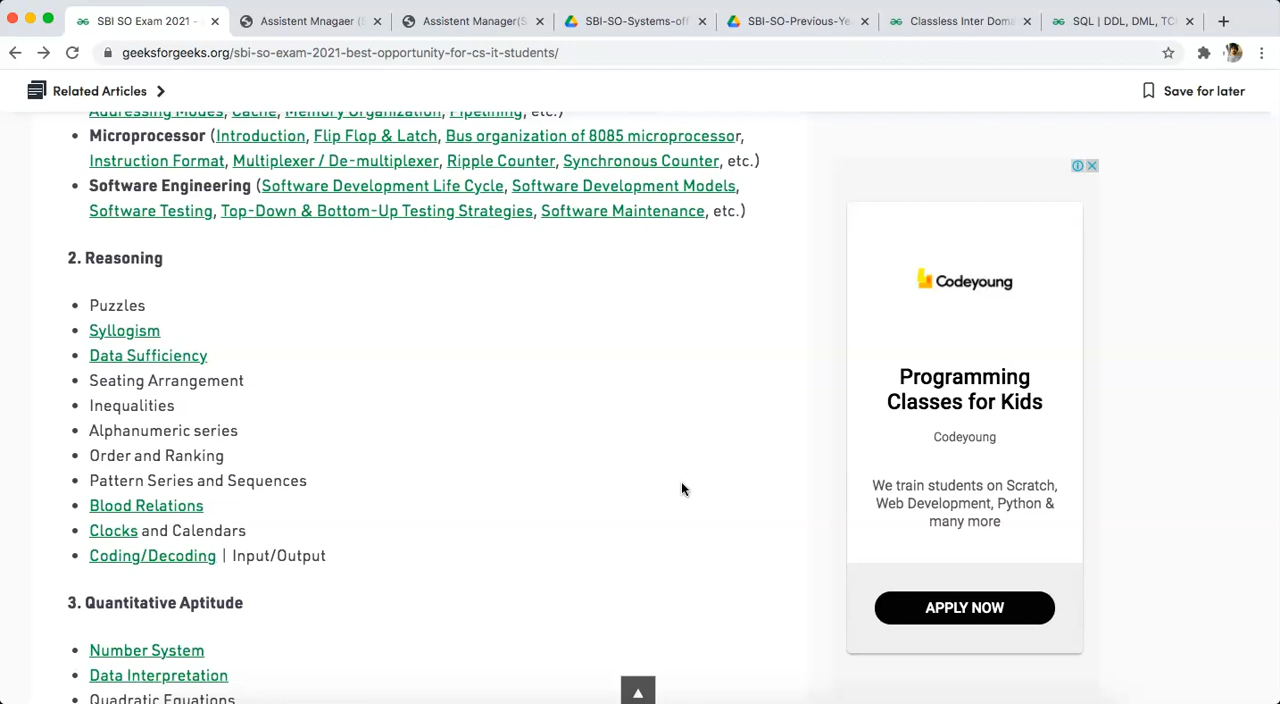 SBI SO Exam 2021 -
Assistent Mnagaer (
Assistent Manager(S
SBI-SO-Systems-off
SBI-SO-Previous-Ye
Classless Inter Doma
SQL | DDL, DML, TC
geeksforgeeks.org/sbi-so-exam-2021-best-opportunity-for-cs-it-students/
Related Articles
Save for later
Addressing Modes, Cache, Memory Organization, Pipelining, etc.)
• Microprocessor (Introduction, Flip Flop & Latch, Bus organization of 8085 microprocessor,
Instruction Format, Multiplexer / De-multiplexer, Ripple Counter, Synchronous Counter, etc.)
• Software Engineering (Software Development Life Cycle, Software Development Models,
Software Testing, Top-Down & Bottom-Up Testing Strategies, Software Maintenance, etc.)
2. Reasoning
• Puzzles
• Syllogism
• Data Sufficiency
• Seating Arrangement
• Inequalities
• Alphanumeric series
• Order and Ranking
• Pattern Series and Sequences
• Blood Relations
• Clocks and Calendars
• Coding/Decoding | Input/Output
3. Quantitative Aptitude
• Number System
• Data Interpretation
• Quadratic Equations
Codeyoung
Programming
Classes for Kids
Codeyoung
We train students on Scratch,
Web Development, Python &
many more
APPLY NOW